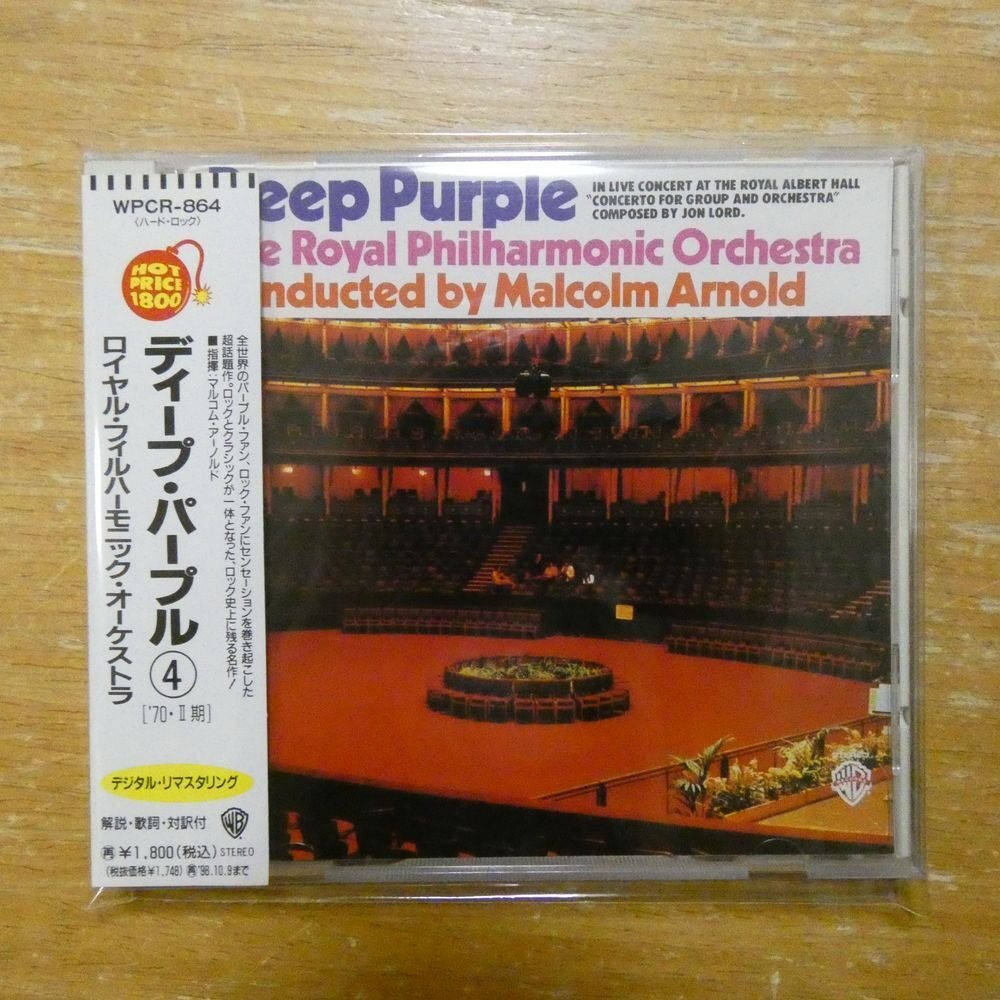 WPCR-864
〈ハード・ロック〉
HOT
PRICE
1800
全世界のパープル・ファン、ロック・ファンにセンセーションを巻き起こした
超話題作。ロックとクラシックが一体となった、ロック史上に残る名作!
■指揮:マルコム・アーノルド
ディープ・パープル④
ロイヤル・フィルハーモニック・オーケストラ
['70・II期]
デジタル・リマスタリング
解説・歌詞・対訳付
再¥1,800(税込) STEREO
(税抜価格¥1,748) 再'98.10.9まで
eep Purple
IN LIVE CONCERT AT THE ROYAL ALBERT HALL
"CONCERTO FOR GROUP AND ORCHESTRA"
COMPOSED BY JON LORD.
e Royal Philharmonic Orchestra
nducted by Malcolm Arnold